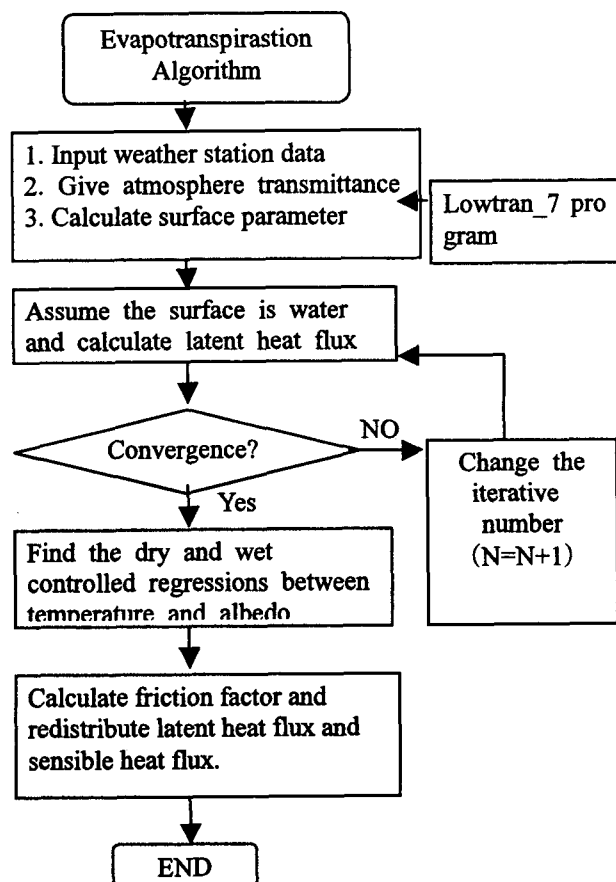 Evapotranspirastion
Algorithm
1. Input weather station data
2. Give atmosphere transmittance
3. Calculate surface parameter
Lowtran_7 pro
gram
Assume the surface is water
and calculate latent heat flux
Convergence?
NO
Change the
iterative
number
(N=N+1)
Yes
Find the dry and wet
controlled regressions between
temperature and albedo
Calculate friction factor and
redistribute latent heat flux and
sensible heat flux.
END